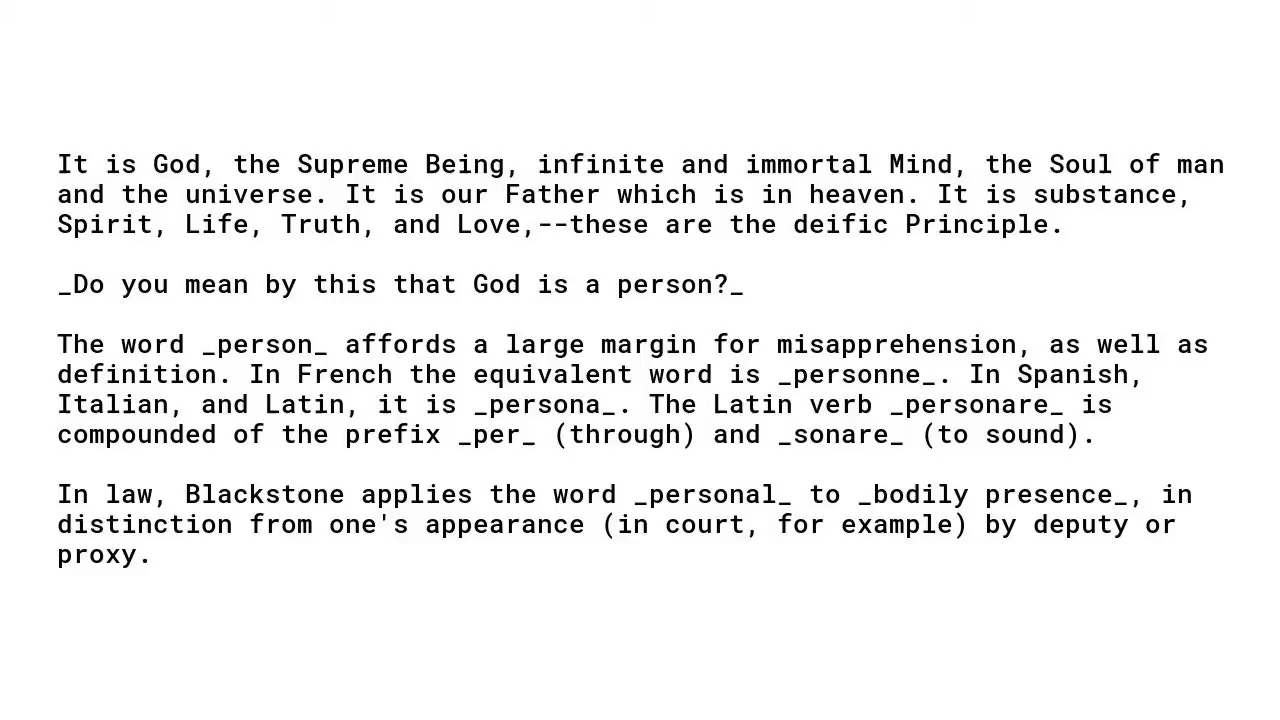 It is God, the Supreme Being, infinite and immortal Mind, the Soul of man
and the universe. It is our Father which is in heaven. It is substance,
Spirit, Life, Truth, and Love,--these are the deific Principle.
_Do you mean by this that God is a person?_
The word _person_ affords a large margin for misapprehension, as well as
definition. In French the equivalent word is _personne_. In Spanish,
Italian, and Latin, it is _persona_. The Latin verb _personare_ is
compounded of the prefix _per_ (through) and _sonare_ (to sound).
In law, Blackstone applies the word _personal_ to _bodily presence_, in
distinction from one's appearance (in court, for example) by deputy or
proxy.